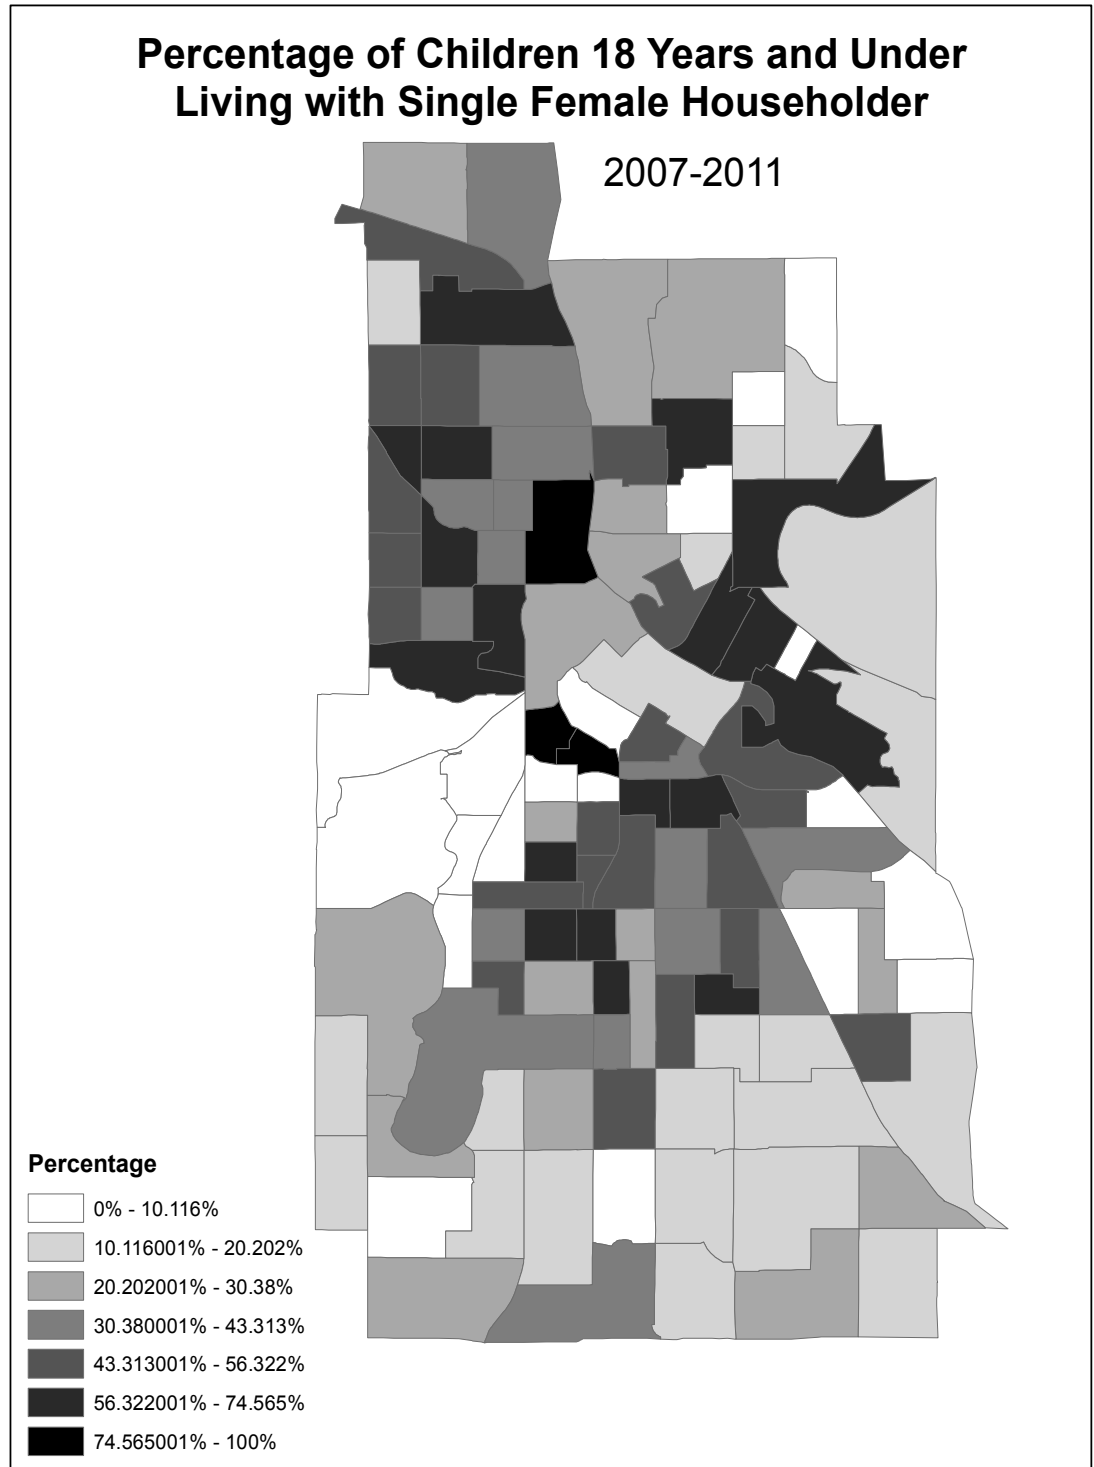 Percentage of Children 18 Years and Under
Living with Single Female Householder
2007-2011
Percentage
0% - 10.116%
10.116001% - 20.202%
20.202001% - 30.38%
30.380001% - 43.313%
43.313001% - 56.322%
56.322001% - 74.565%
74.565001% - 100%